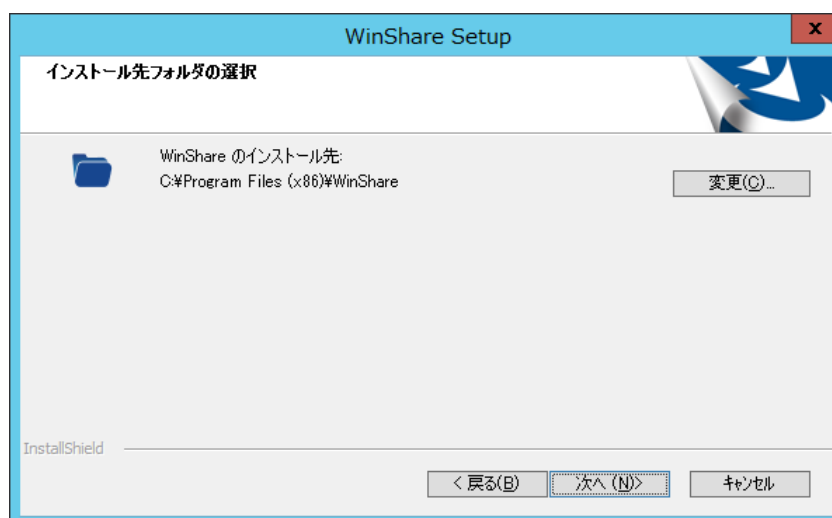 WinShare Setup
x
インストール先フォルダの選択
WinShare のインストール先:
C:¥Program Files (x86)¥WinShare
変更(C)...
InstallShield
< 戻る(B)
次へ (N)>
キャンセル